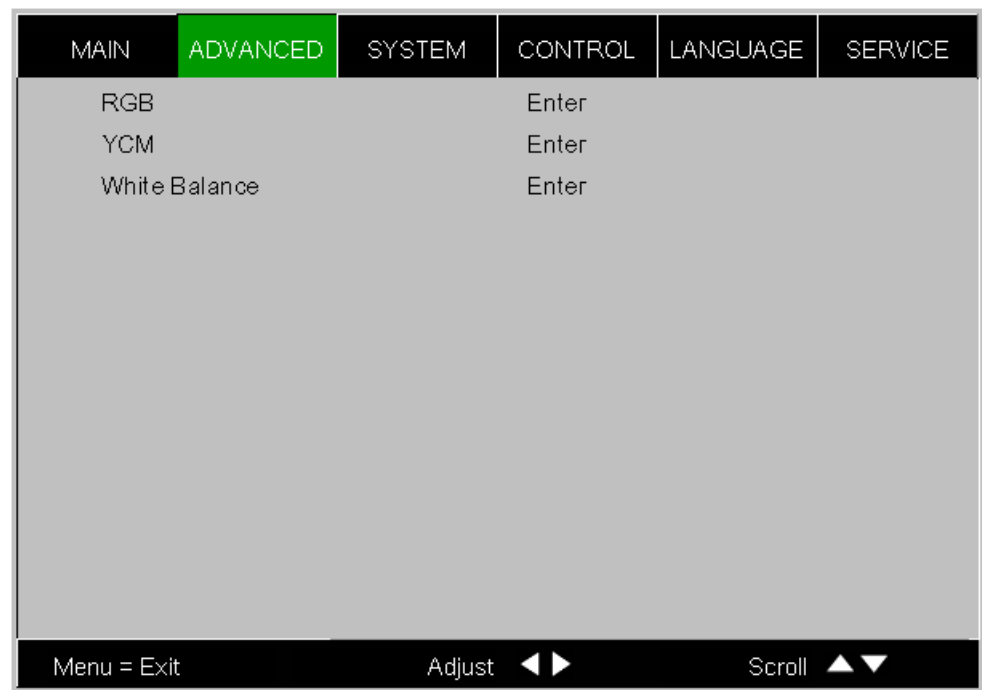 MAIN ADVANCED SYSTEM CONTROL LANGUAGE SERVICE
RGB Enter
YCM Enter
White Balance Enter
Menu = Exit Adjust ◀ ▶ Scroll ▲ ▼